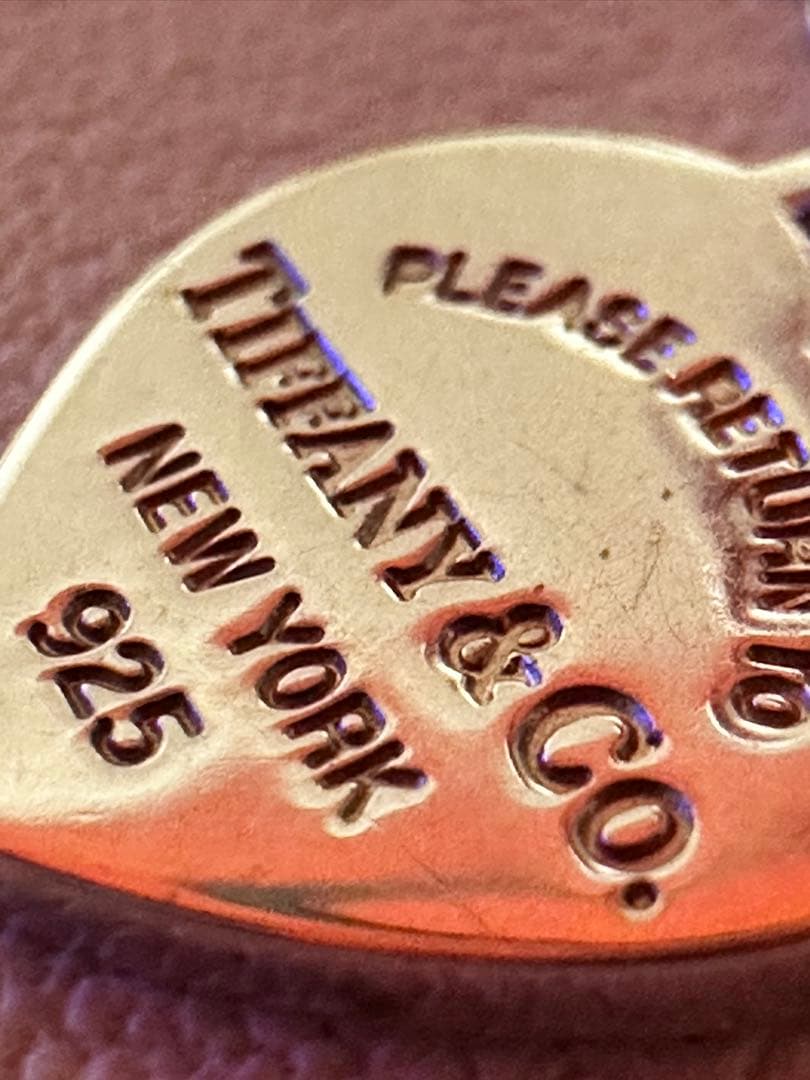 PLEASE RETURN TO
TIFFANY & CO.
NEW YORK
925